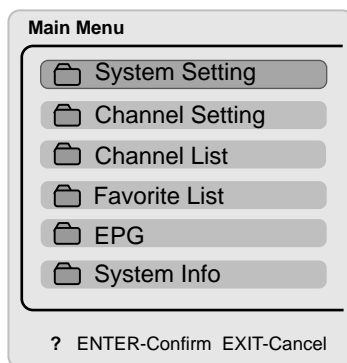 Main Menu
System Setting
Channel Setting
Channel List
Favorite List
EPG
System Info
? ENTER-Confirm EXIT-Cancel